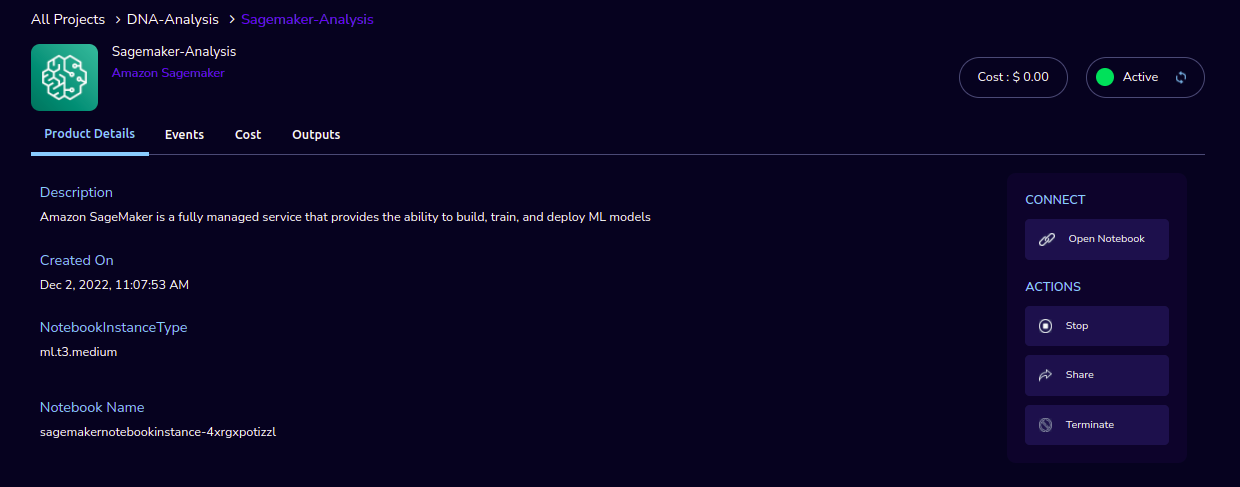 All Projects > DNA-Analysis > Sagemaker-Analysis
Sagemaker-Analysis
Amazon Sagemaker
Cost : $ 0.00
Active
Product Details
Events
Cost
Outputs
Description
Amazon SageMaker is a fully managed service that provides the ability to build, train, and deploy ML models
Created On
Dec 2, 2022, 11:07:53 AM
NotebookInstanceType
ml.t3.medium
Notebook Name
sagemakernotebookinstance-4xrgxpotizzl
CONNECT
Open Notebook
ACTIONS
Stop
Share
Terminate